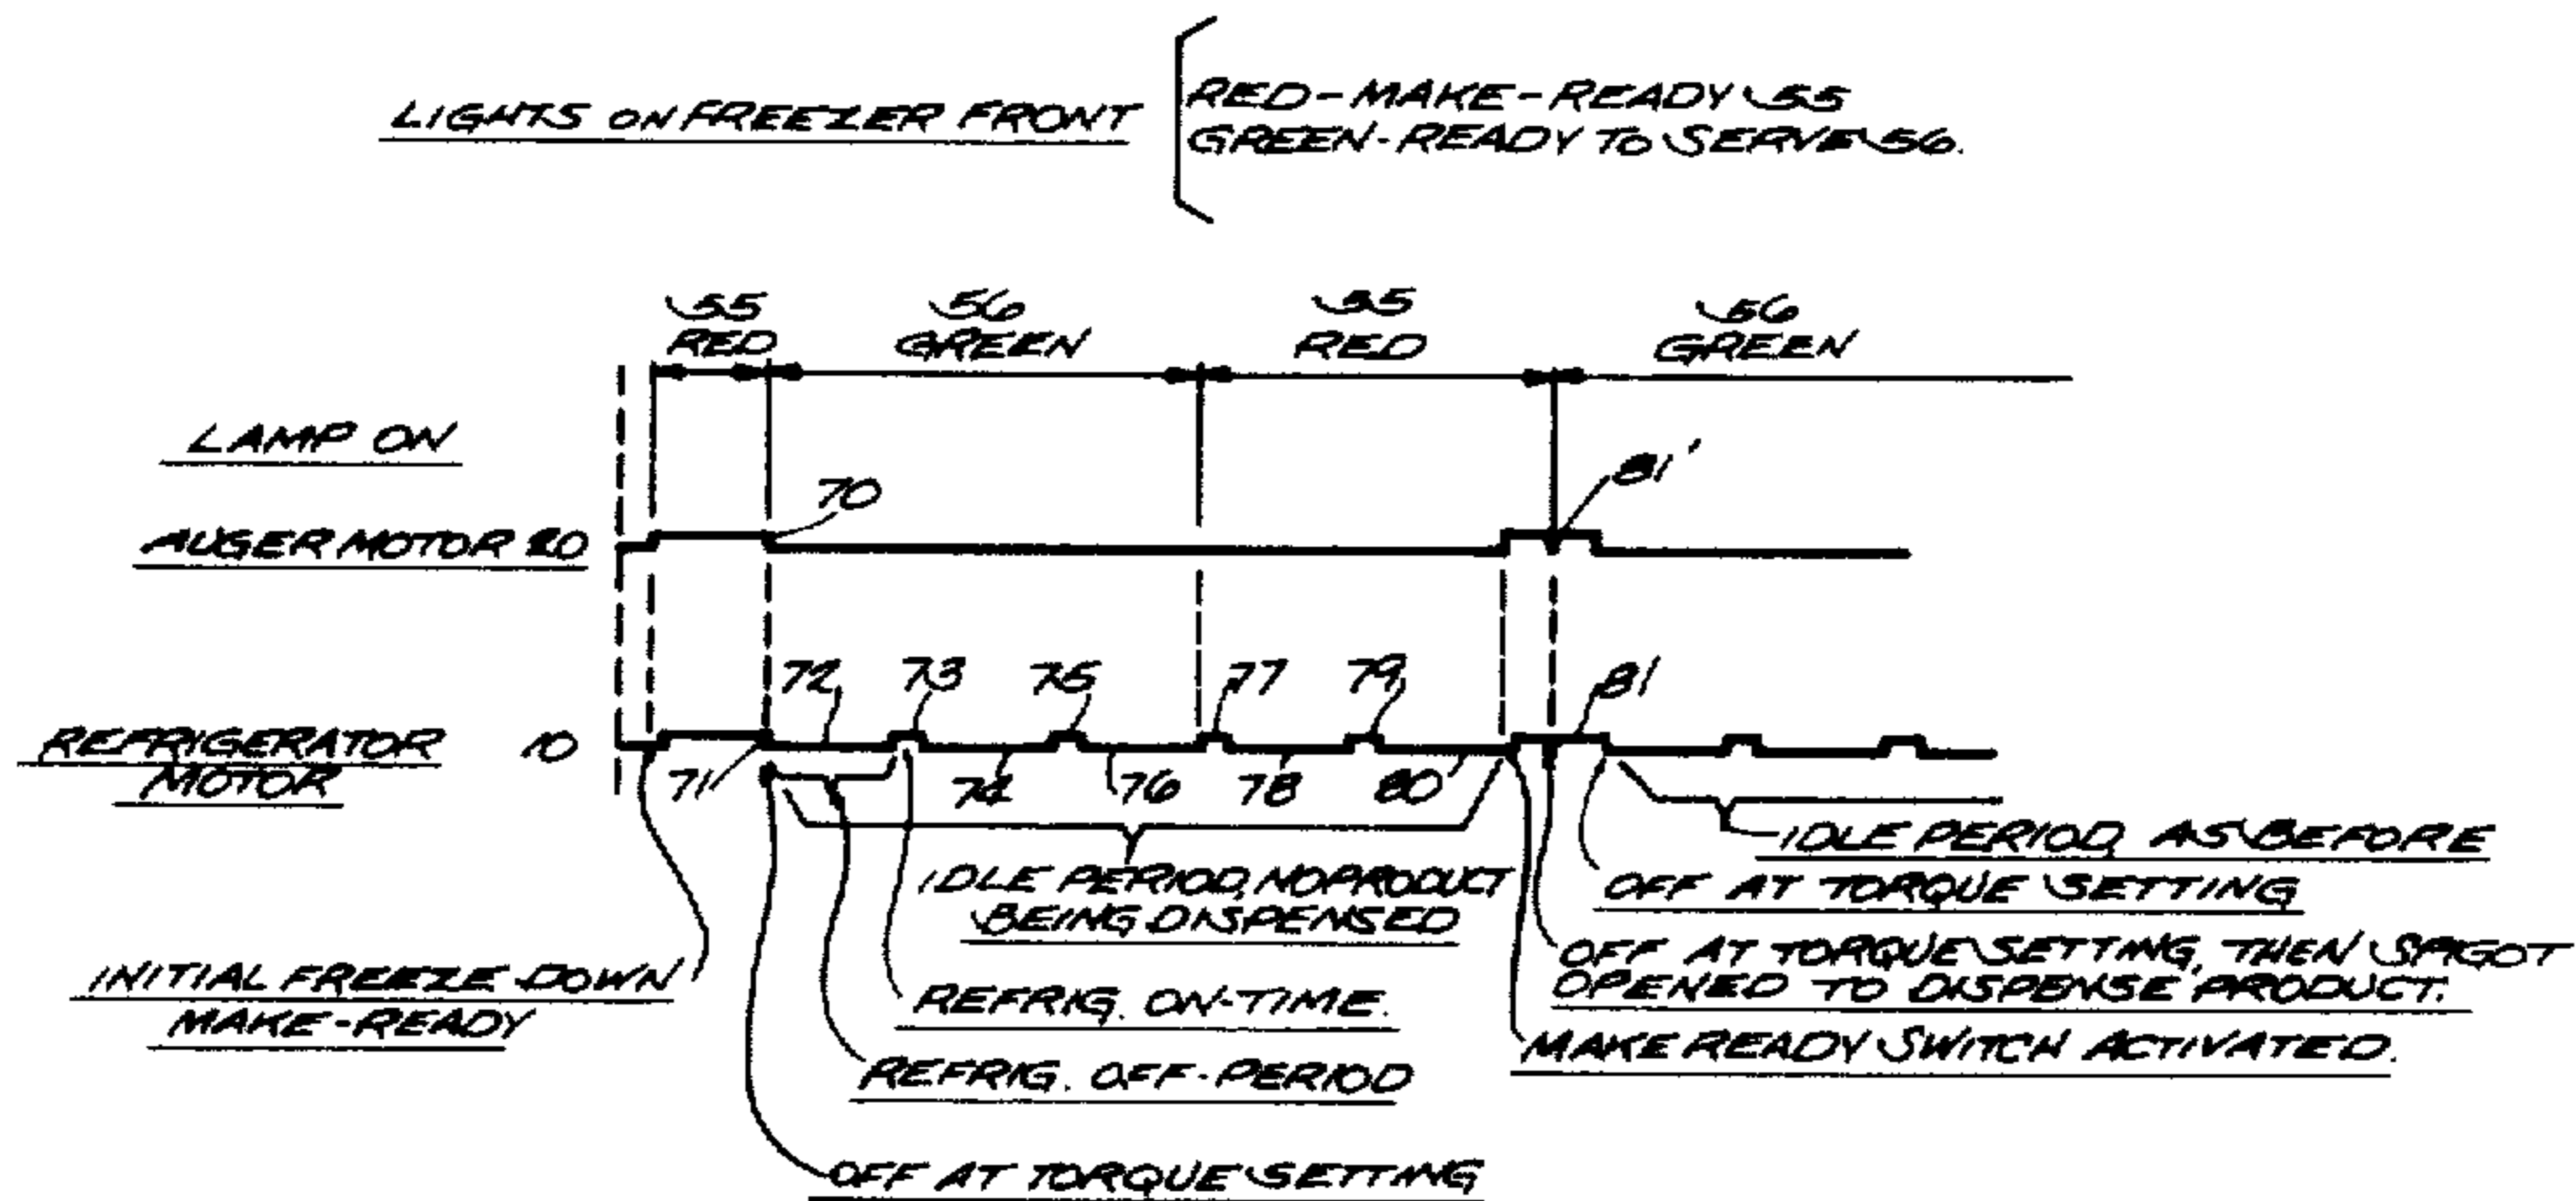 LIGHTS ON FREEZER FRONT
RED-MAKE-READY 55
GREEN-READY TO SERVE 56.
55 56 55 56
RED GREEN RED GREEN
LAMP ON
81'
70
AUGER MOTOR 20
72 73 75 77 79 81
REFRIGERATOR 10
MOTOR
71 74 76 78 80
IDLE PERIOD AS BEFORE
IDLE PERIOD, NO PRODUCT
BEING DISPENSED
OFF AT TORQUE SETTING
OFF AT TORQUE SETTING, THEN SPIGOT
OPENED TO DISPENSE PRODUCT.
INITIAL FREEZE-DOWN
MAKE-READY
REFRIG. ON-TIME.
MAKE READY SWITCH ACTIVATED.
REFRIG. OFF-PERIOD
OFF AT TORQUE SETTING